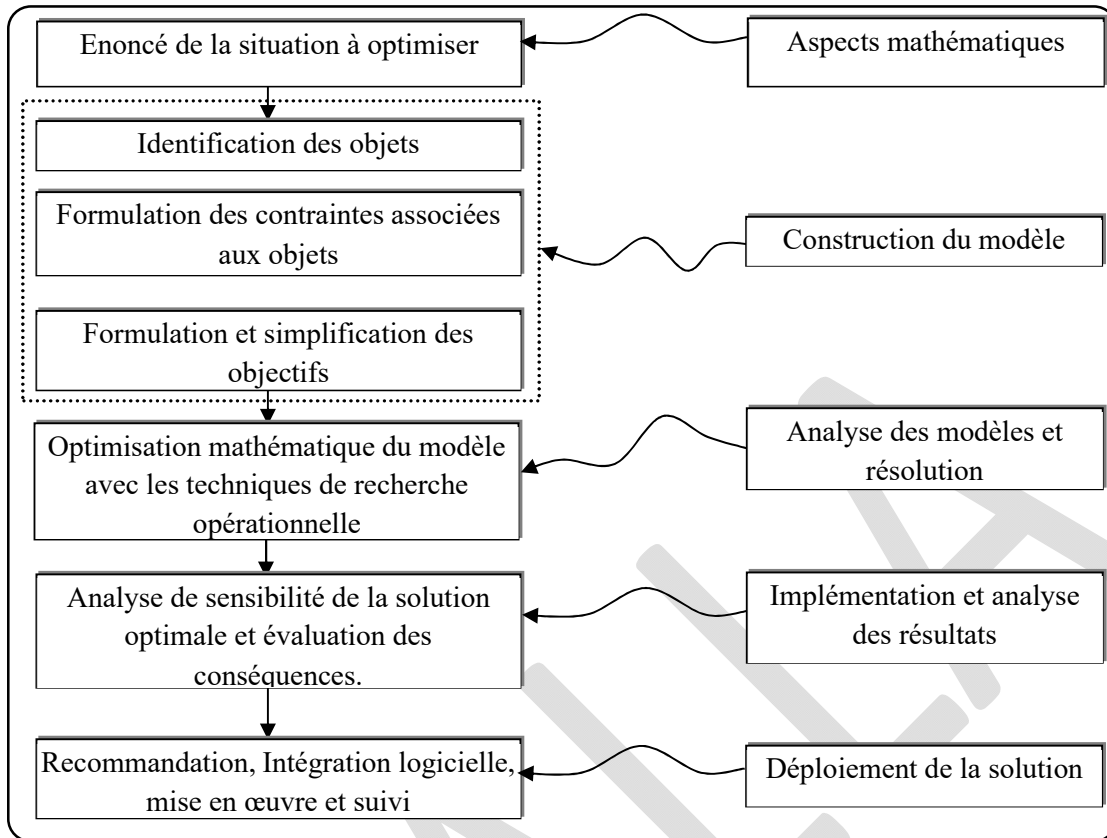 Enoncé de la situation à optimiser
Aspects mathématiques
Identification des objets
Formulation des contraintes associées
aux objets
Construction du modèle
Formulation et simplification des
objectifs
Optimisation mathématique du modèle
avec les techniques de recherche
opérationnelle
Analyse des modèles et
résolution
Analyse de sensibilité de la solution
optimale et évaluation des
conséquences.
Implémentation et analyse
des résultats
Recommandation, Intégration logicielle,
mise en œuvre et suivi
Déploiement de la solution